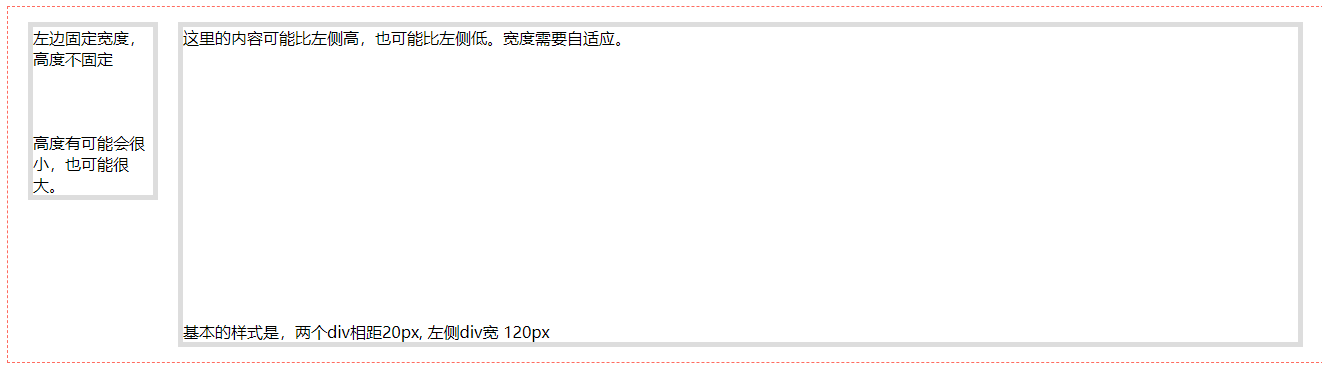 左边固定宽度，
高度不固定
高度有可能会很
小，也可能很
大。
这里的内容可能比左侧高，也可能比左侧低。宽度需要自适应。
基本的样式是，两个div相距20px, 左侧div宽 120px